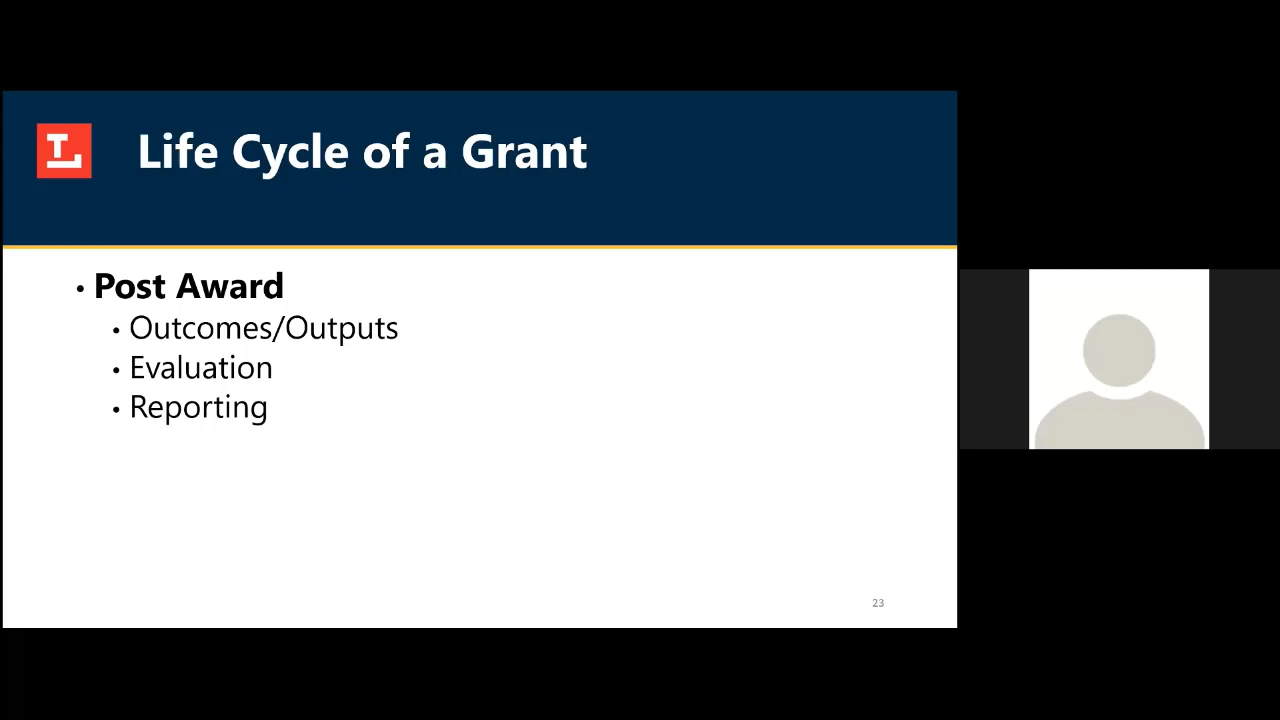 Life Cycle of a Grant
• Post Award
• Outcomes/Outputs
• Evaluation
• Reporting
23